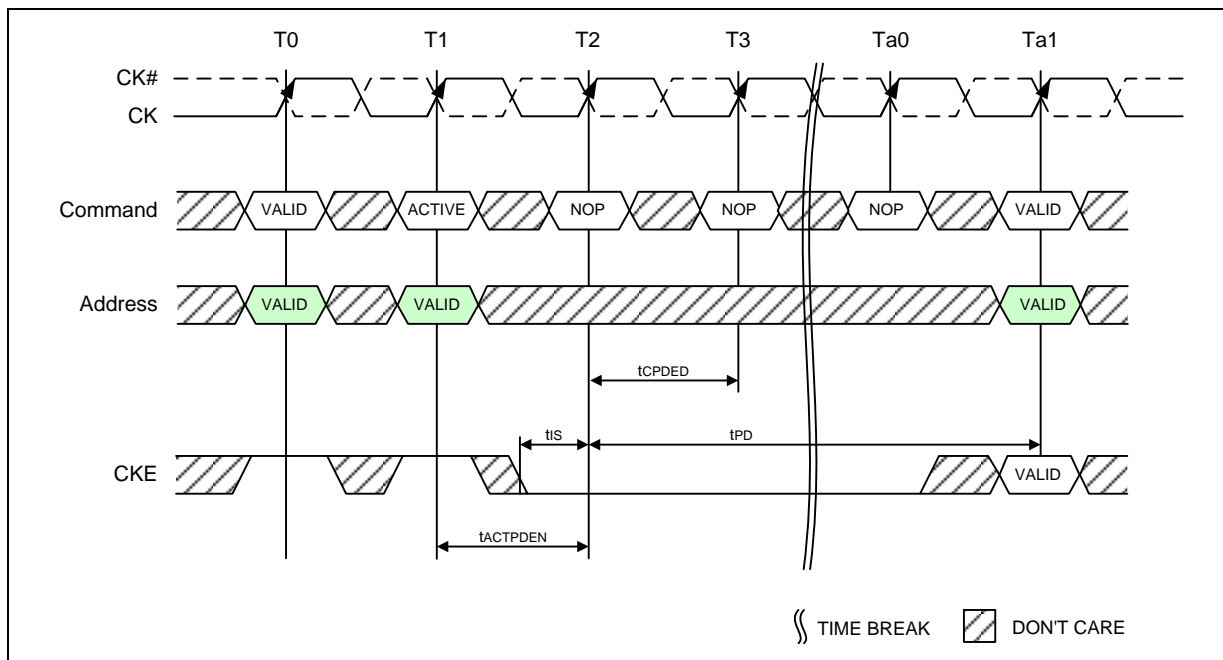 T0 T1 T2 T3 Ta0 Ta1
CK#
CK
Command VALID ACTIVE NOP NOP NOP VALID
Address VALID VALID VALID
tCPDED
tIS tPD
CKE VALID
tACTPDEN
TIME BREAK DON'T CARE